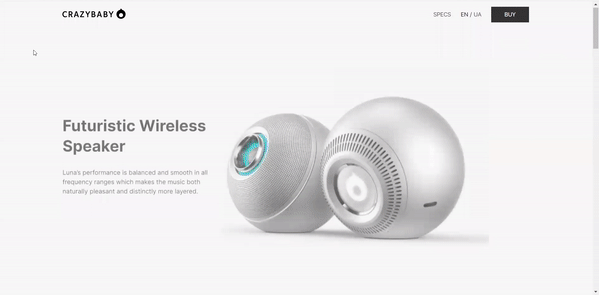 CRAZYBABY
SPECS
EN / UA
BUY
Futuristic Wireless
Speaker
Luna's performance is balanced and smooth in all
frequency ranges which makes the music both
naturally pleasant and distinctly more layered.